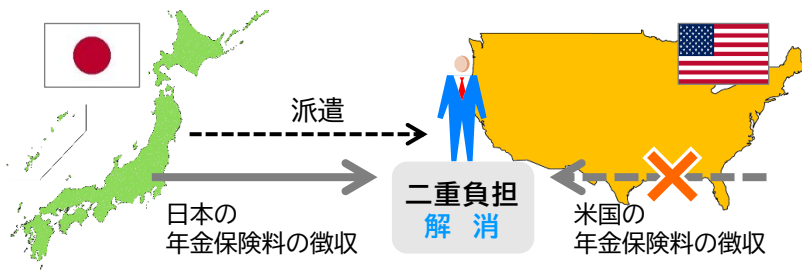 派遣
二重負担
解 消
日本の
年金保険料の徴収
米国の
年金保険料の徴収